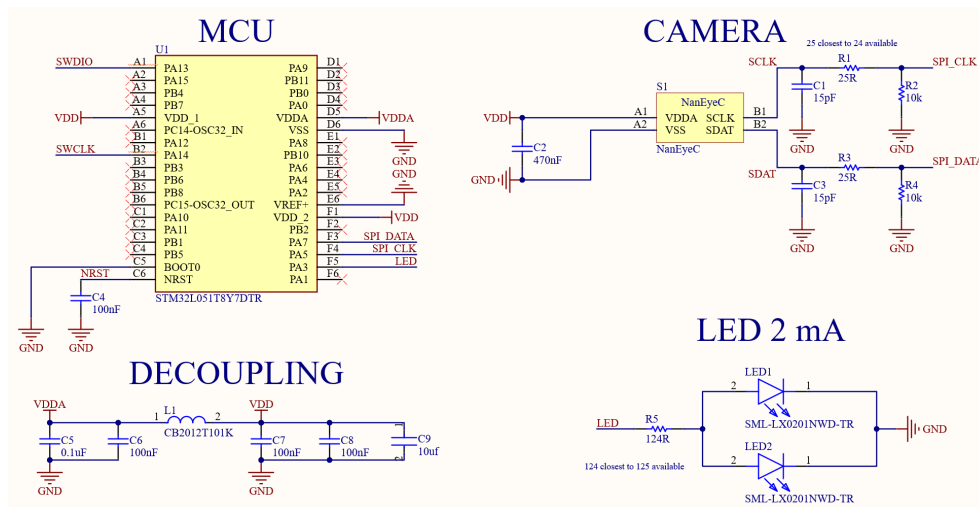 MCU
U1
SWDIO A1 PA13 PA9 D1
A2 PA15 PB11 D2
A3 PB4 PB0 D3
A4 PB7 PA0 D4
VDD A5 VDD_1 VDDA D5 VDDA
A6 PC14-OSC32_IN VSS D6
B1 PA12 PA8 E1
SWCLK B2 PA14 PB10 E2
GND
B3 PB3 PA6 E3
B4 PB6 PA4 E4
GND
B5 PB8 PA2 E5
B6 PC15-OSC32_OUT VREF+ E6
C1 PA10 VDD_2 F1 VDD
C2 PA11 PB2 F2
C3 PB1 PA7 F3 SPI_DATA
C4 PB5 PA5 F4 SPI_CLK
C5 BOOT0 PA3 F5 LED
NRST C6 NRST PA1 F6
STM32L051T8Y7DTR
C4
100nF
GND GND
CAMERA
25 closest to 24 available
SCLK R1 SPI_CLK
25R
C1
15pF
R2
10k
GND GND
S1
NanEyeC
VDD A1 VDDA SCLK B1
A2 VSS SDAT B2
NanEyeC
C2
470nF
GND
SDAT R3 SPI_DATA
25R
C3
15pF
R4
10k
GND GND
DECOUPLING
VDDA VDD
1 L1 2
CB2012T101K
C5
0.1uF
C6
100nF
C7
100nF
C8
100nF
1
C9
10uf
2
GND GND
LED 2 mA
LED1
2 1
SML-LX0201NWD-TR
LED R5
124R
GND
LED2
2 1
SML-LX0201NWD-TR
124 closest to 125 available